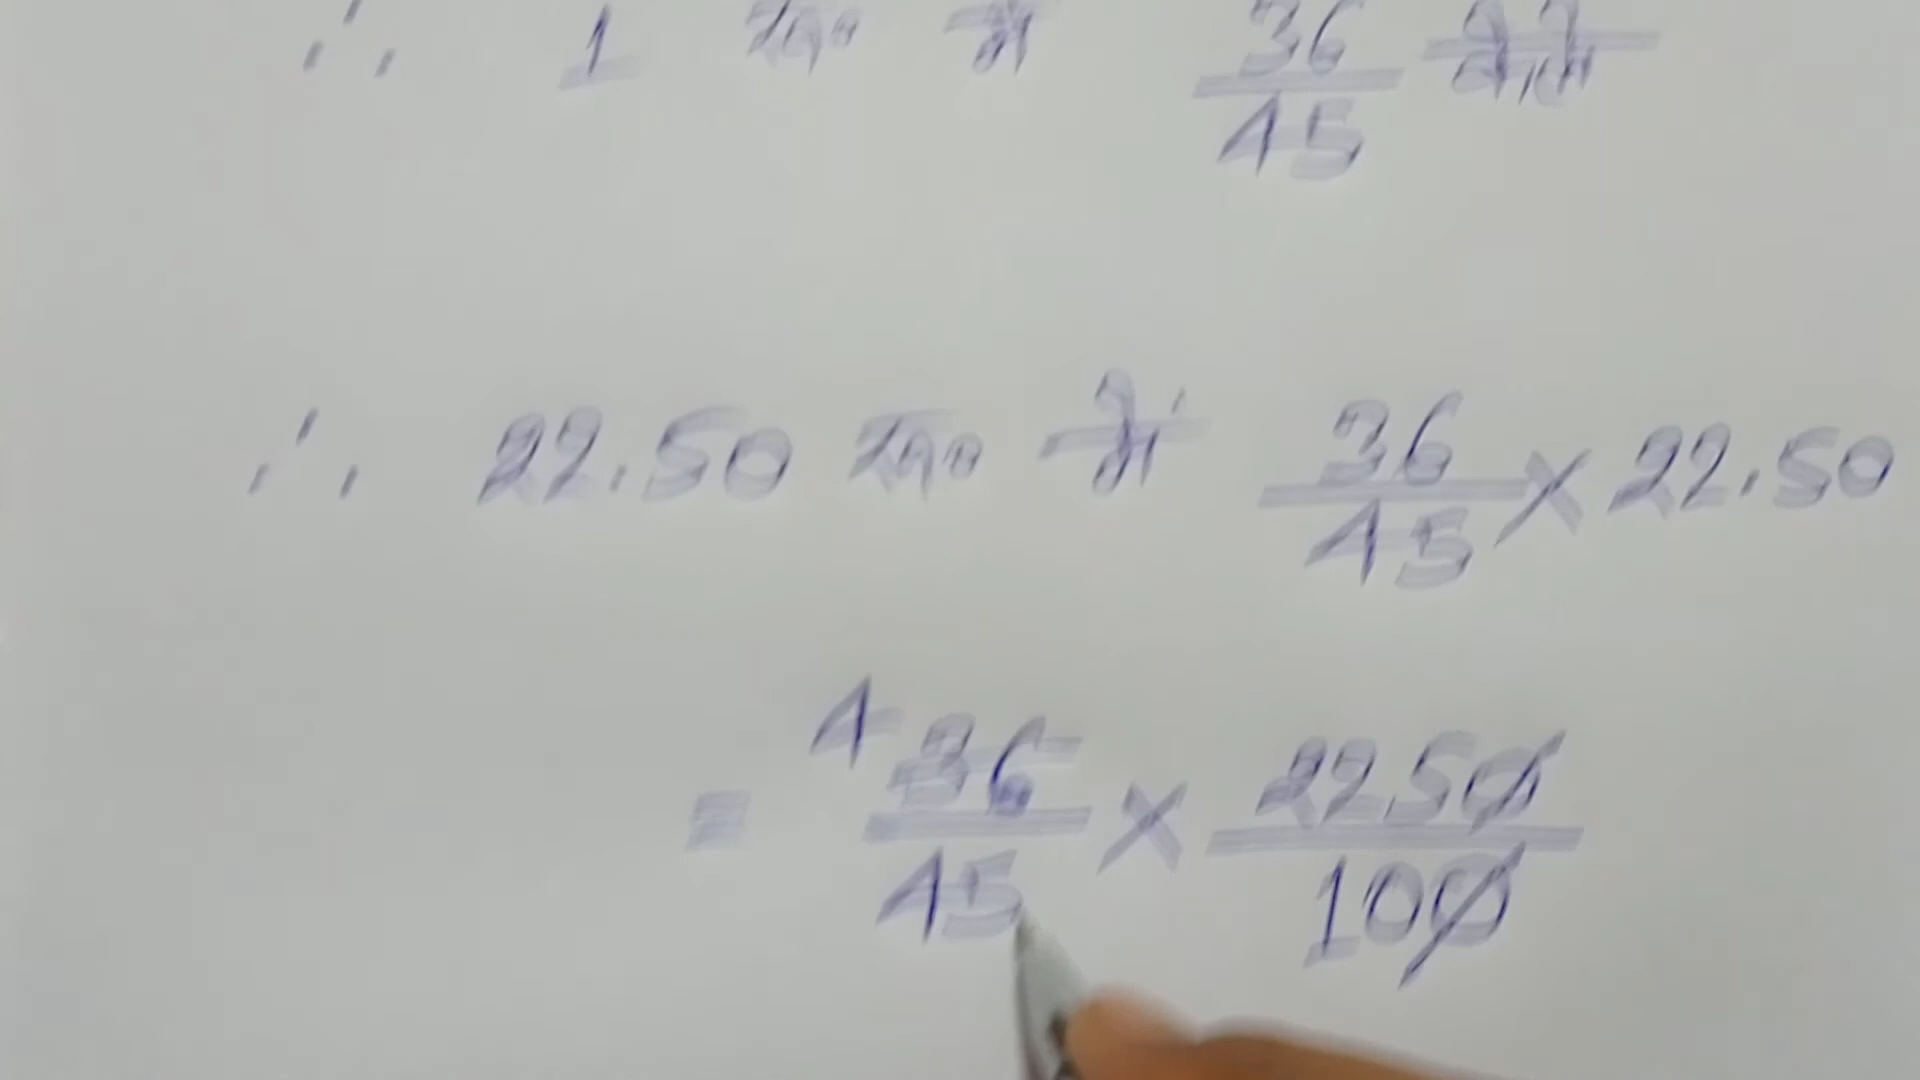 ∴ 1 रु० में 36/45
∴ 22.50 रु० में 36/45 × 22.50
= 4 36/45 × 2250/100